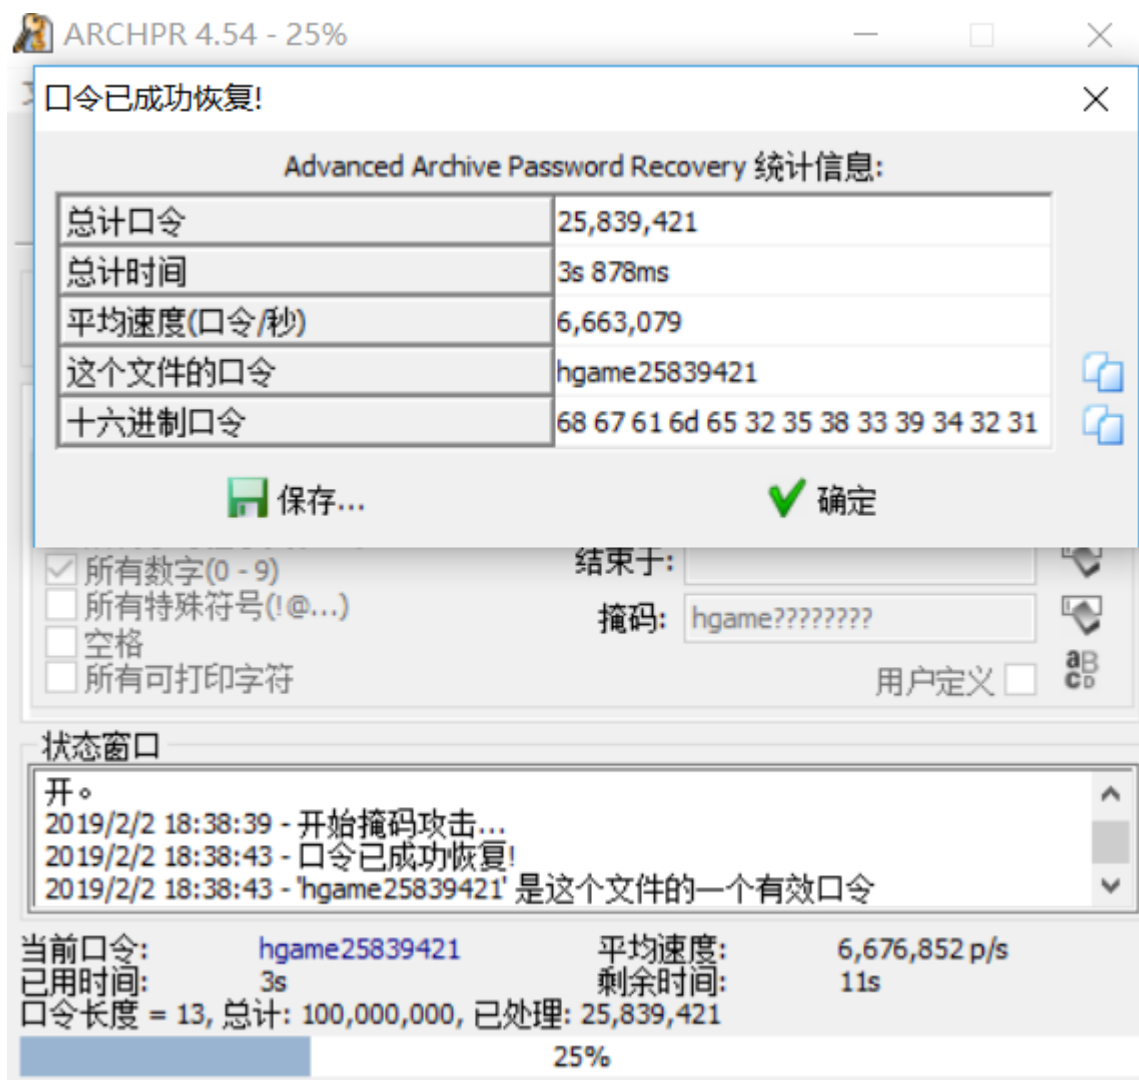 ARCHPR 4.54 - 25%
口令已成功恢复!
Advanced Archive Password Recovery 统计信息:
总计口令 25,839,421
总计时间 3s 878ms
平均速度(口令/秒) 6,663,079
这个文件的口令 hgame25839421
十六进制口令 68 67 61 6d 65 32 35 38 33 39 34 32 31
保存... 确定
所有数字(0 - 9) 结束于:
所有特殊符号(!@...) 掩码: hgame????????
空格
所有可打印字符 用户定义
状态窗口
开。
2019/2/2 18:38:39 - 开始掩码攻击...
2019/2/2 18:38:43 - 口令已成功恢复!
2019/2/2 18:38:43 - 'hgame25839421' 是这个文件的一个有效口令
当前口令: hgame25839421 平均速度: 6,676,852 p/s
已用时间: 3s 剩余时间: 11s
口令长度 = 13, 总计: 100,000,000, 已处理: 25,839,421
25%